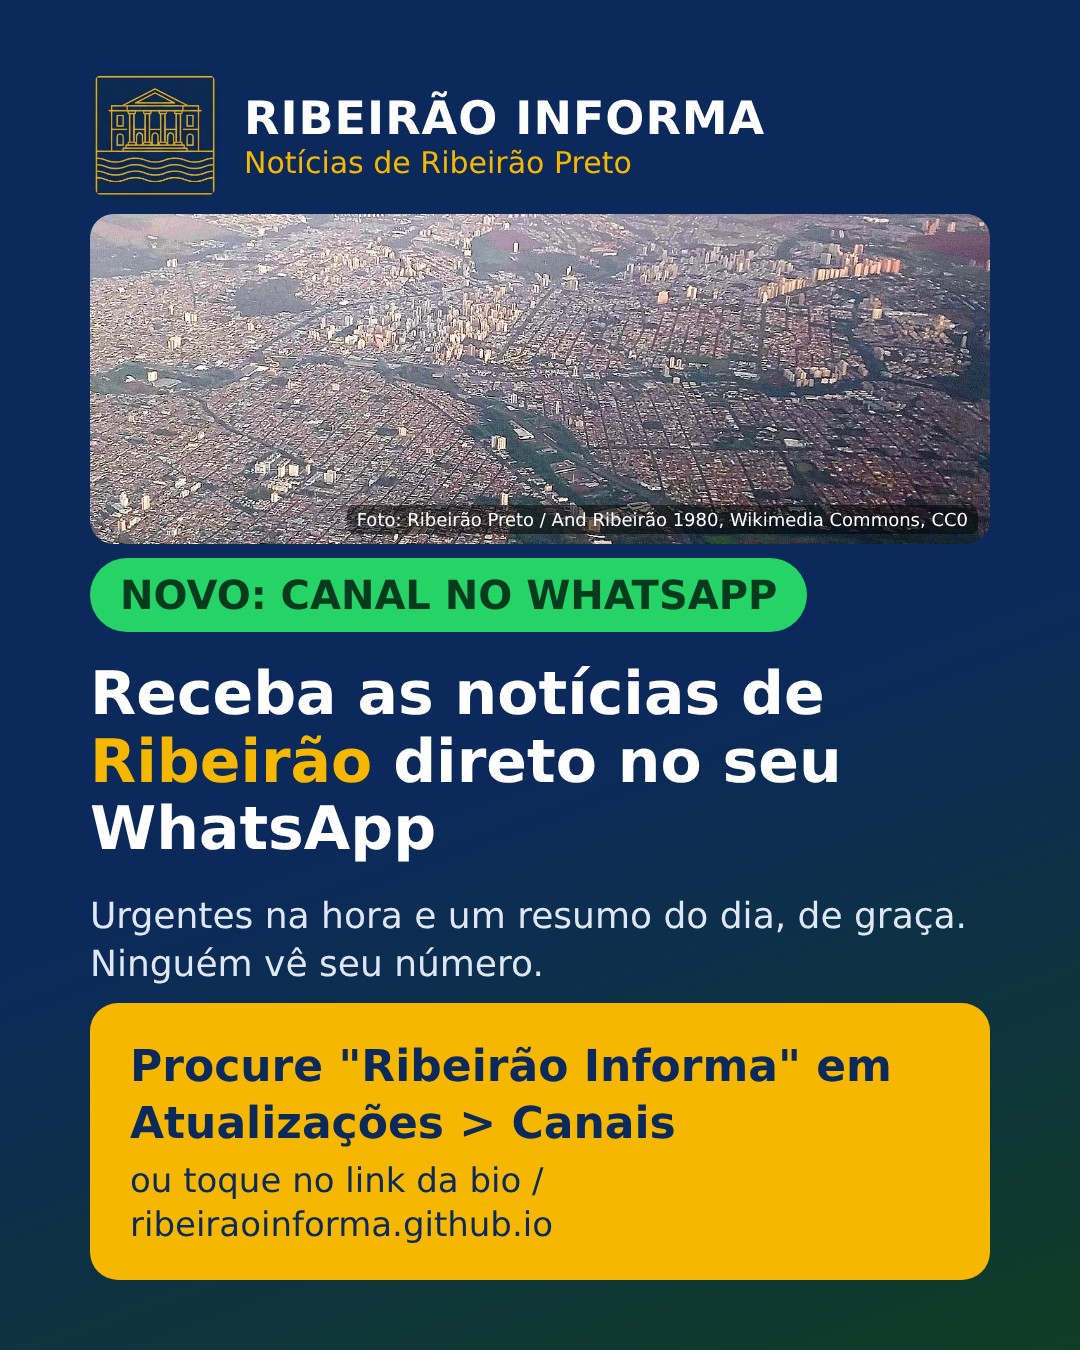 RIBEIRÃO INFORMA
Notícias de Ribeirão Preto
Foto: Ribeirão Preto / And Ribeirão 1980, Wikimedia Commons, CC0
NOVO: CANAL NO WHATSAPP
Receba as notícias de
Ribeirão direto no seu
WhatsApp
Urgentes na hora e um resumo do dia, de graça.
Ninguém vê seu número.
Procure "Ribeirão Informa" em
Atualizações > Canais
ou toque no link da bio /
ribeiraoinforma.github.io